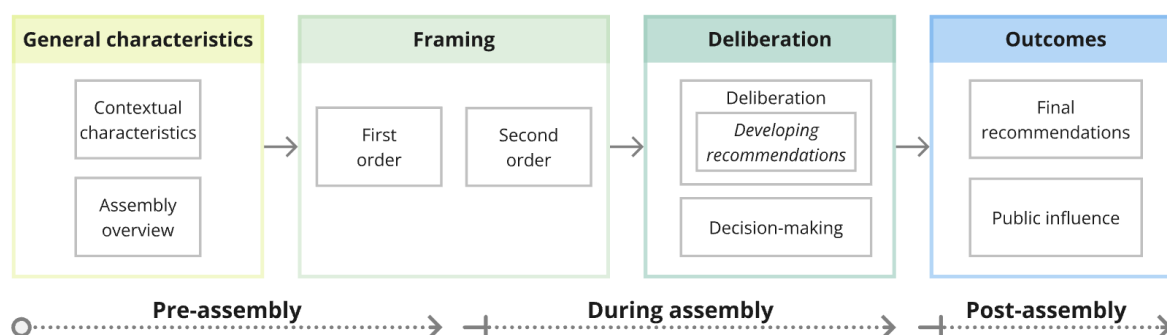 General characteristics
Contextual
characteristics
Assembly
overview
Framing
First
order
Second
order
Deliberation
Deliberation
Developing
recommendations
Decision-making
Outcomes
Final
recommendations
Public influence
Pre-assembly
During assembly
Post-assembly